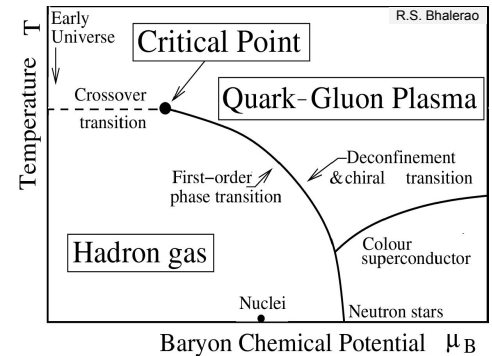 R.S. Bhalerao
Early
Universe
Critical Point
Temperature T
Crossover
transition
Quark-Gluon Plasma
First-order
phase transition
Deconfinement
& chiral transition
Hadron gas
Colour
superconductor
Nuclei
Neutron stars
Baryon Chemical Potential μB